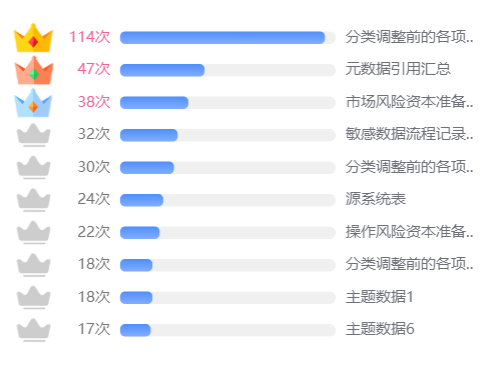 114次 分类调整前的各项..
47次 元数据引用汇总
38次 市场风险资本准备..
32次 敏感数据流程记录..
30次 分类调整前的各项..
24次 源系统表
22次 操作风险资本准备..
18次 分类调整前的各项..
18次 主题数据1
17次 主题数据6